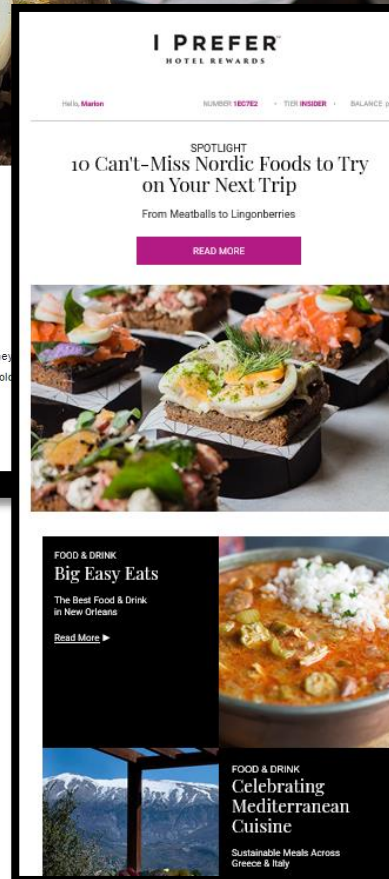 I PREFER™
HOTEL REWARDS
Hello, Marion NUMBER 1EC7E2 • TIER INSIDER • BALANCE
SPOTLIGHT
10 Can't-Miss Nordic Foods to Try
on Your Next Trip
From Meatballs to Lingonberries
READ MORE
FOOD & DRINK
Big Easy Eats
The Best Food & Drink
in New Orleans
Read More ►
FOOD & DRINK
Celebrating
Mediterranean
Cuisine
Sustainable Meals Across
Greece & Italy